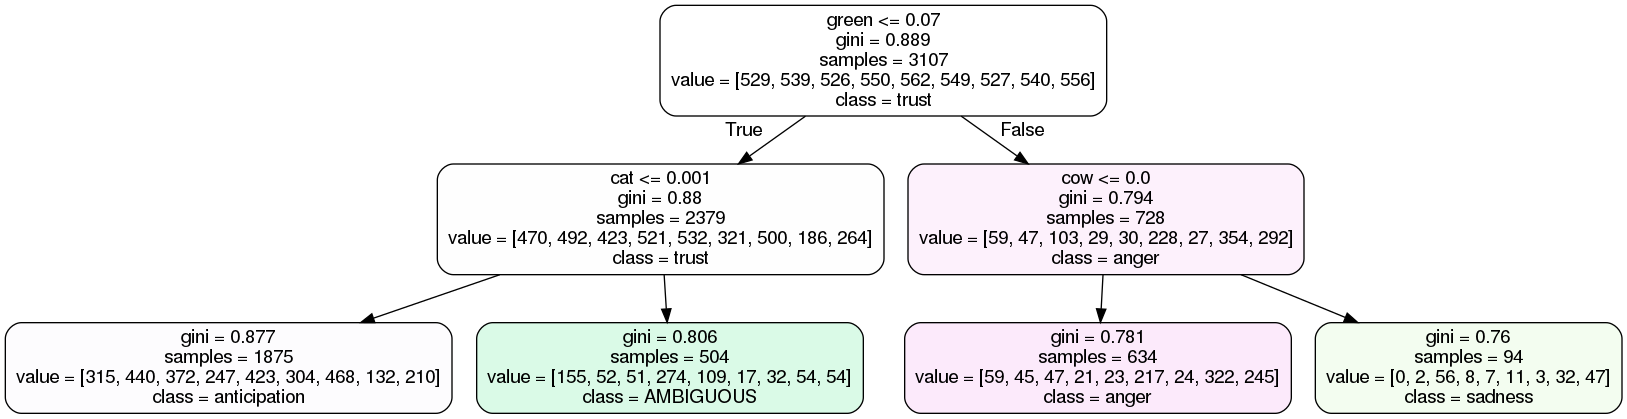 green <= 0.07
gini = 0.889
samples = 3107
value = [529, 539, 526, 550, 562, 549, 527, 540, 556]
class = trust
True
False
cat <= 0.001
gini = 0.88
samples = 2379
value = [470, 492, 423, 521, 532, 321, 500, 186, 264]
class = trust
cow <= 0.0
gini = 0.794
samples = 728
value = [59, 47, 103, 29, 30, 228, 27, 354, 292]
class = anger
gini = 0.877
samples = 1875
value = [315, 440, 372, 247, 423, 304, 468, 132, 210]
class = anticipation
gini = 0.806
samples = 504
value = [155, 52, 51, 274, 109, 17, 32, 54, 54]
class = AMBIGUOUS
gini = 0.781
samples = 634
value = [59, 45, 47, 21, 23, 217, 24, 322, 245]
class = anger
gini = 0.76
samples = 94
value = [0, 2, 56, 8, 7, 11, 3, 32, 47]
class = sadness